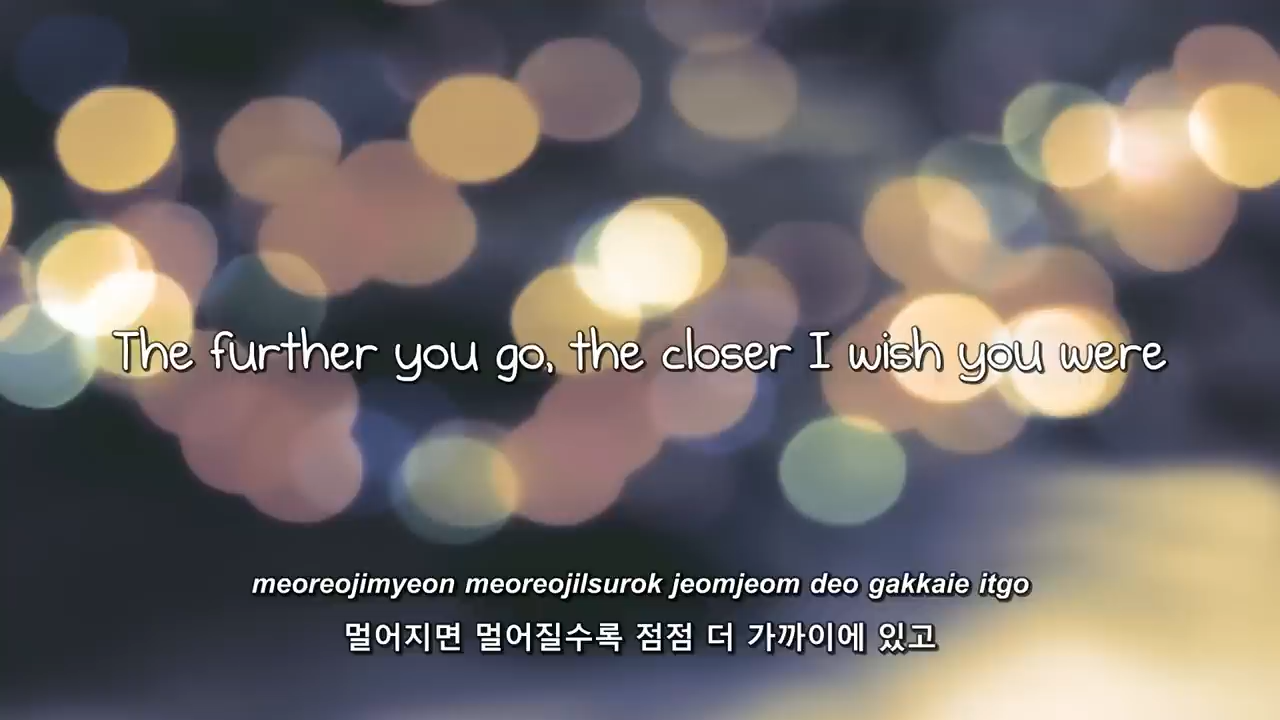 The further you go, the closer I wish you were
meoreojimyeon meoreojilsurok jeomjeom deo gakkaie itgo
멀어지면 멀어질수록 점점 더 가까이에 있고